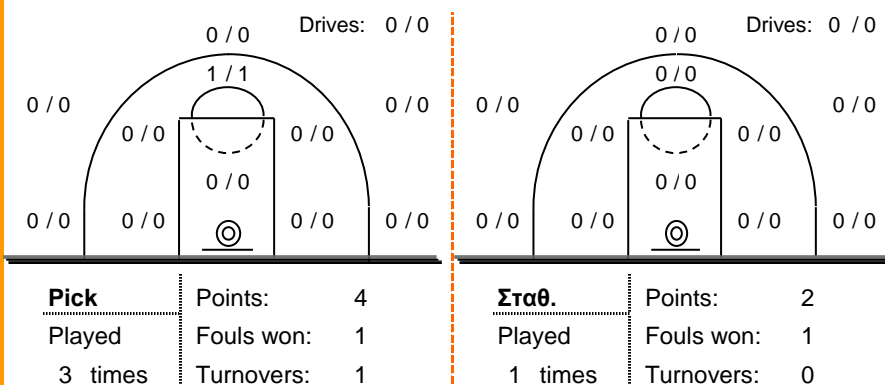 0 / 0 Drives: 0 / 0
1 / 1
0 / 0 0 / 0
0 / 0 0 / 0
0 / 0
0 / 0 0 / 0 0 / 0 0 / 0
Pick Points: 4
Played Fouls won: 1
3 times Turnovers: 1
0 / 0 Drives: 0 / 0
0 / 0
0 / 0 0 / 0
0 / 0 0 / 0
0 / 0
0 / 0 0 / 0 0 / 0 0 / 0
Σταθ. Points: 2
Played Fouls won: 1
1 times Turnovers: 0